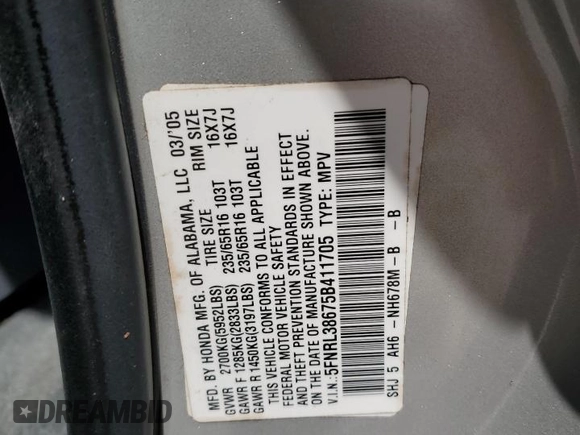 MFD. BY HONDA MFG. OF ALABAMA, LLC 03/'05
GVWR 2700KG(5952LBS) TIRE SIZE RIM SIZE
GAWR F 1285KG(2833LBS) 235/65R16 103T 16X7J
GAWR R 1450KG(3197LBS) 235/65R16 103T 16X7J
THIS VEHICLE CONFORMS TO ALL APPLICABLE
FEDERAL MOTOR VEHICLE SAFETY
AND THEFT PREVENTION STANDARDS IN EFFECT
ON THE DATE OF MANUFACTURE SHOWN ABOVE.
V.I.N.:5FNRL38675B411705 TYPE: MPV
SHJ 5 AH6 -NH678M -B -B
DREAMBID